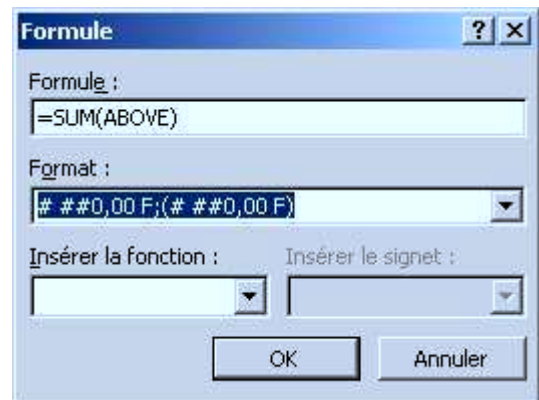 Formule
Formule :
=SUM(ABOVE)
Format :
# ##0,00 F;(# ##0,00 F)
Insérer la fonction : Insérer le signet :
OK Annuler